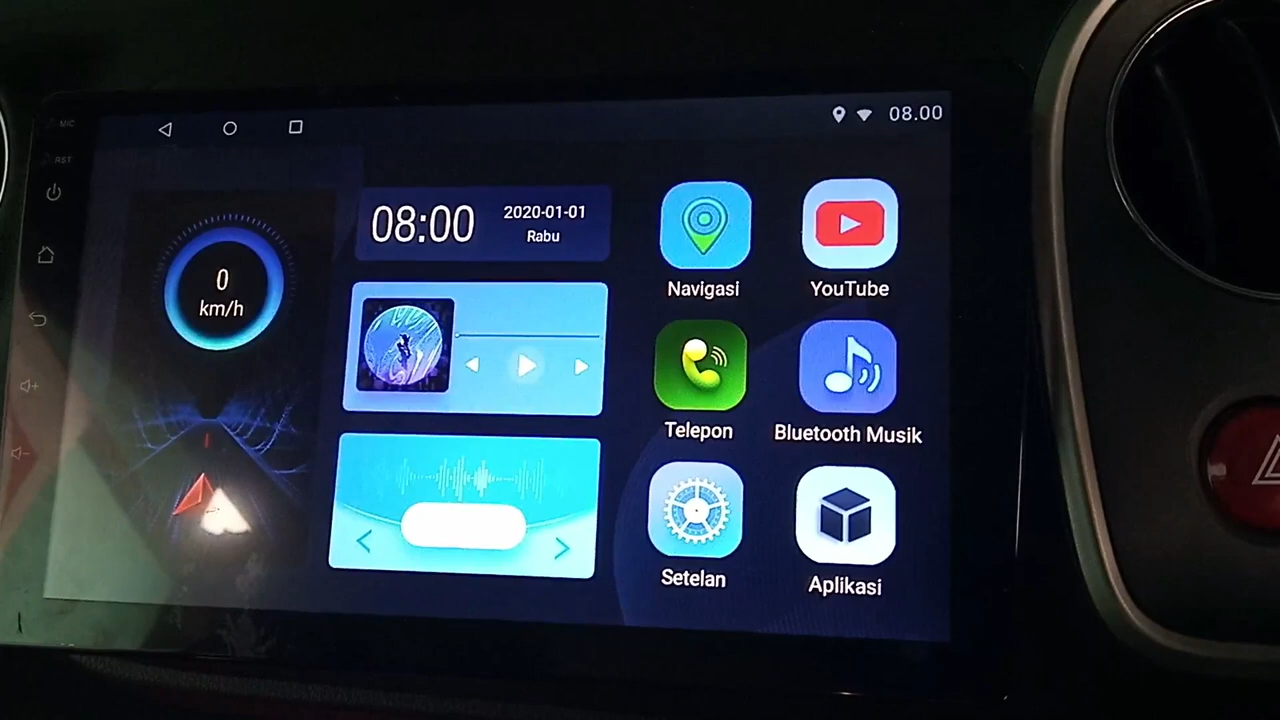 MIC
RST
08.00
0
km/h
08:00
2020-01-01
Rabu
Navigasi
YouTube
Telepon
Bluetooth Musik
Setelan
Aplikasi